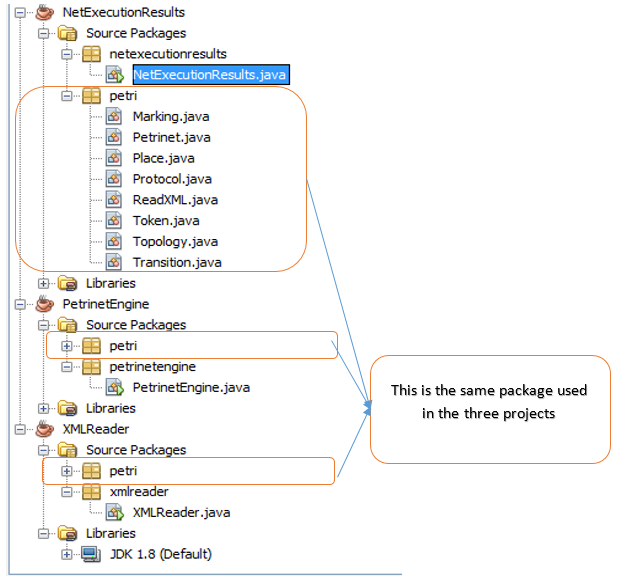 NetExecutionResults
Source Packages
netexecutionresults
NetExecutionResults.java
petri
Marking.java
Petrinet.java
Place.java
Protocol.java
ReadXML.java
Token.java
Topology.java
Transition.java
Libraries
PetrinetEngine
Source Packages
petri
petrinetengine
PetrinetEngine.java
Libraries
XMLReader
Source Packages
petri
xmlreader
XMLReader.java
Libraries
JDK 1.8 (Default)
This is the same package used
in the three projects